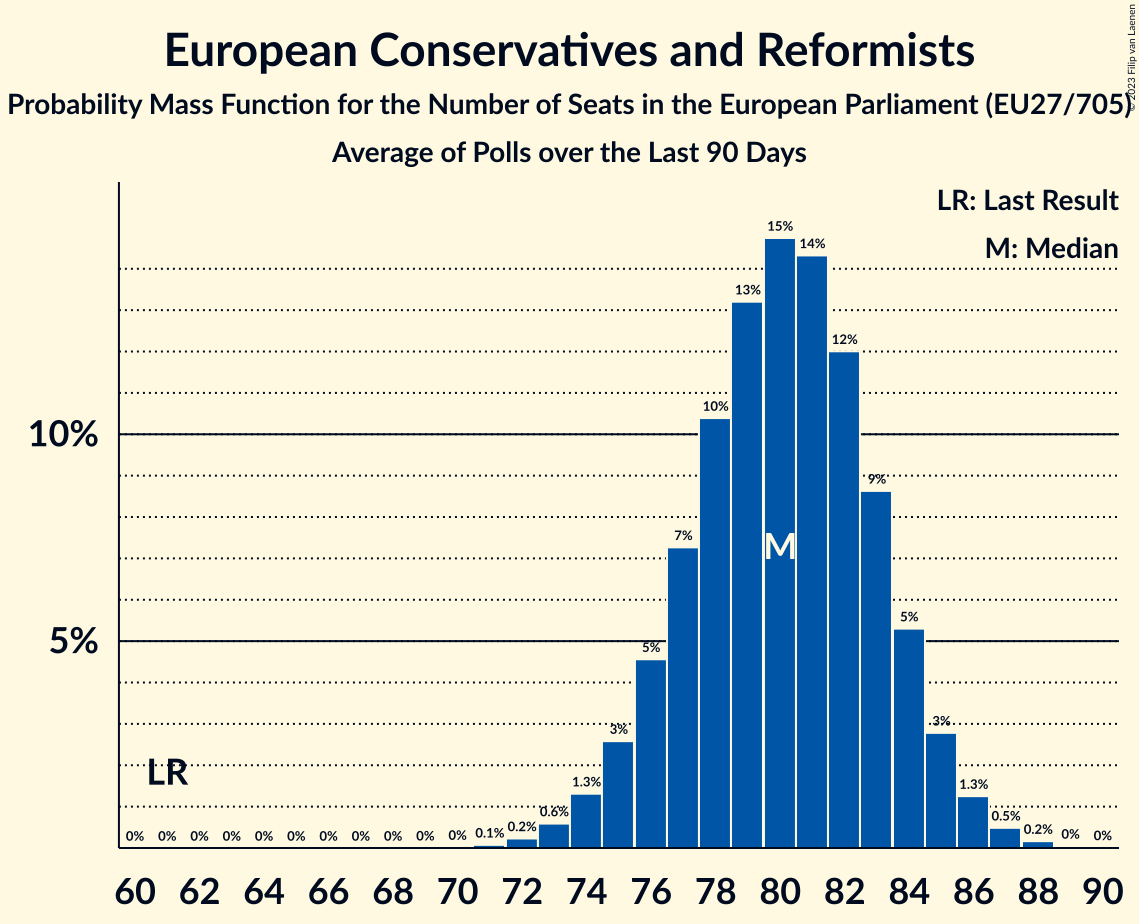 European Conservatives and Reformists
Probability Mass Function for the Number of Seats in the European Parliament (EU27/705)
Average of Polls over the Last 90 Days
© 2023 Filip van Laenen
LR: Last Result
M: Median
15%
14%
13%
12%
10%
10%
9%
7%
M
5%
5%
5%
3%
3%
LR
1.3%
1.3%
0% 0% 0% 0% 0% 0% 0% 0% 0% 0% 0% 0.1% 0.2% 0.6% 0.5% 0.2% 0% 0%
60 62 64 66 68 70 72 74 76 78 80 82 84 86 88 90